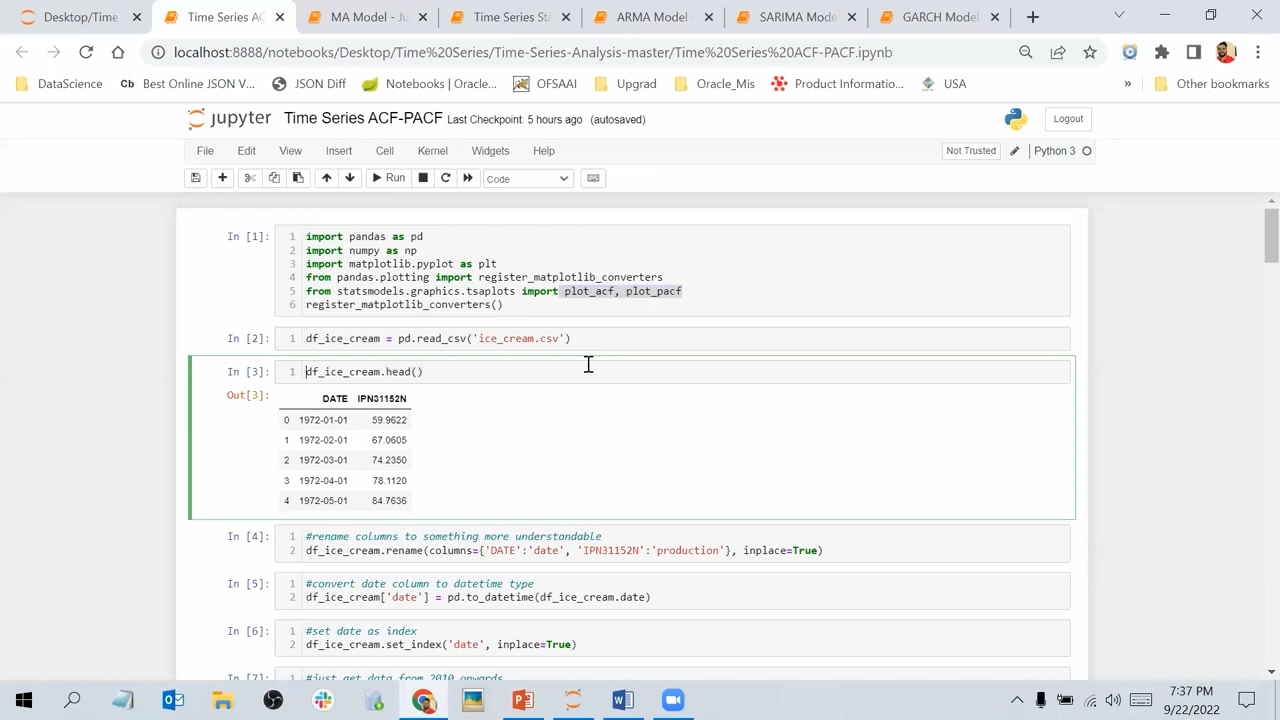 Desktop/Time
Time Series AC
MA Model - Ju
Time Series Sta
ARMA Model -
SARIMA Mode
GARCH Model
localhost:8888/notebooks/Desktop/Time%20Series/Time-Series-Analysis-master/Time%20Series%20ACF-PACF.ipynb
DataScience
Cb Best Online JSON V...
JSON Diff
Notebooks | Oracle...
OFSAAI
Upgrad
Oracle_Mis
Product Informatio...
USA
»
Other bookmarks
jupyter Time Series ACF-PACF Last Checkpoint: 5 hours ago (autosaved)
Logout
File Edit View Insert Cell Kernel Widgets Help
Not Trusted
Python 3
Run
Code
In [1]:
1 import pandas as pd
2 import numpy as np
3 import matplotlib.pyplot as plt
4 from pandas.plotting import register_matplotlib_converters
5 from statsmodels.graphics.tsaplots import plot_acf, plot_pacf
6 register_matplotlib_converters()
In [2]: 1 df_ice_cream = pd.read_csv('ice_cream.csv')
In [3]: 1 df_ice_cream.head()
Out[3]:
DATE IPN31152N
0 1972-01-01 59.9622
1 1972-02-01 67.0605
2 1972-03-01 74.2350
3 1972-04-01 78.1120
4 1972-05-01 84.7636
In [4]: 1 #rename columns to something more understandable
2 df_ice_cream.rename(columns={'DATE':'date', 'IPN31152N':'production'}, inplace=True)
In [5]: 1 #convert date column to datetime type
2 df_ice_cream['date'] = pd.to_datetime(df_ice_cream.date)
In [6]: 1 #set date as index
2 df_ice_cream.set_index('date', inplace=True)
In [7]: 1 #just get data from 2010 onwards
7:37 PM
9/22/2022